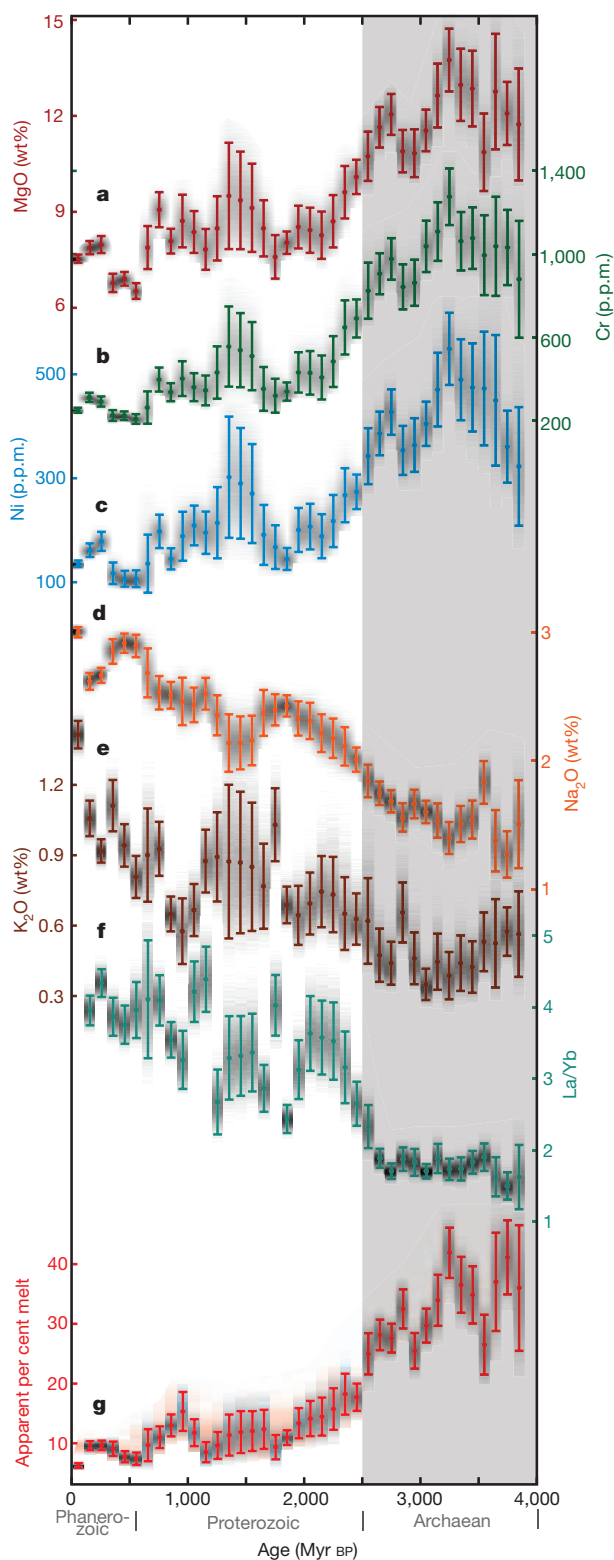 15
12
MgO (wt%)
1,400
9
a
Cr (p.p.m.)
1,000
6
b
600
500
200
Ni (p.p.m.)
300
c
100
d
3
e
2
Na2O (wt%)
1.2
K2O (wt%)
0.9
1
0.6
f
5
0.3
4
3
La/Yb
2
1
Apparent per cent melt
40
30
20
g
10
0 1,000 2,000 3,000 4,000
Phanero- Proterozoic Archaean
zoic
Age (Myr BP)